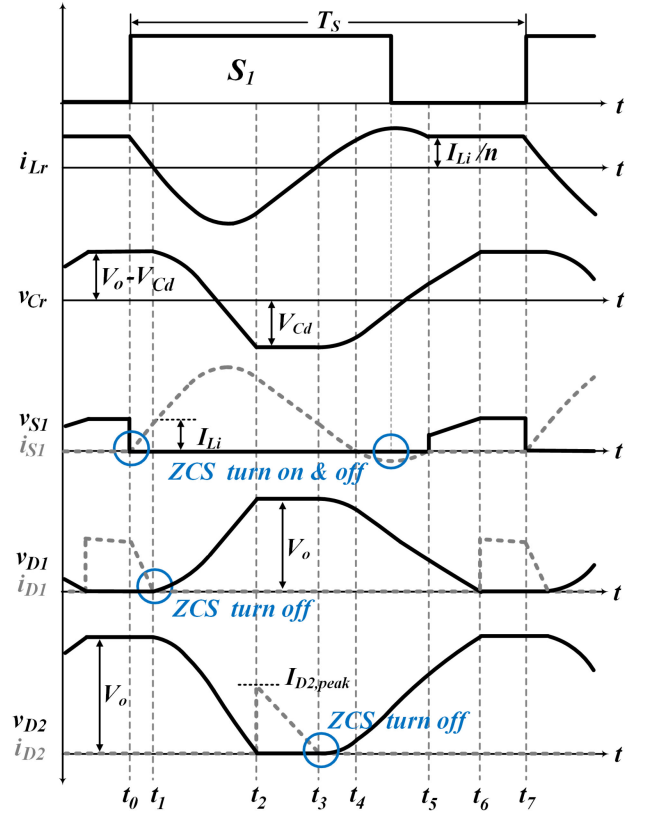 T_S
S_1
t
i_Lr
I_Li/n
t
V_o-V_Cd
v_Cr
V_Cd
t
v_S1
i_S1
I_Li
ZCS turn on & off
t
v_D1
i_D1
V_o
ZCS turn off
t
I_D2,peak
V_o
ZCS turn off
v_D2
i_D2
t
t_0 t_1 t_2 t_3 t_4 t_5 t_6 t_7